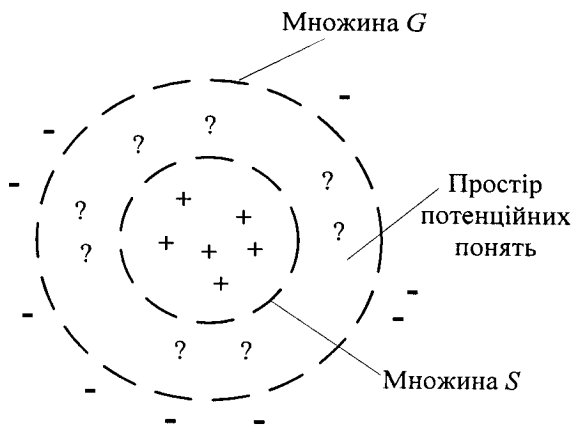 Множина G
Простір
потенційних
понять
Множина S